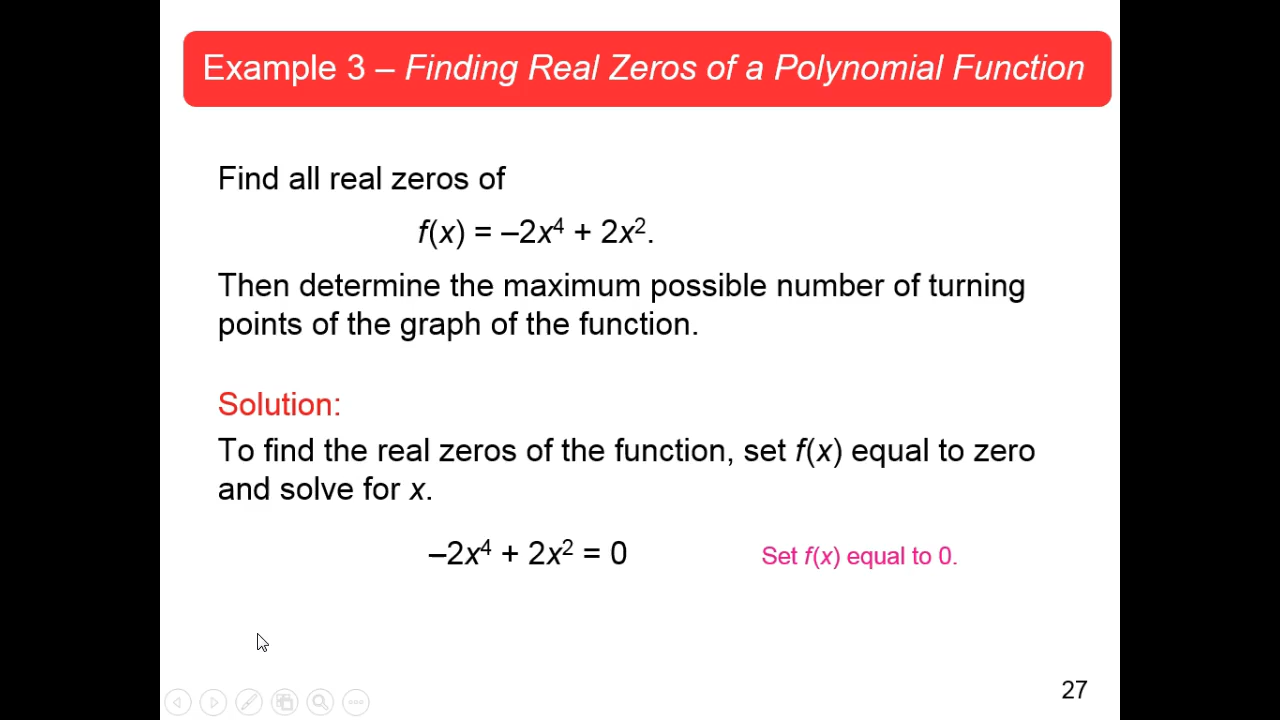 Example 3 – Finding Real Zeros of a Polynomial Function
Find all real zeros of
f(x) = –2x⁴ + 2x².
Then determine the maximum possible number of turning
points of the graph of the function.
Solution:
To find the real zeros of the function, set f(x) equal to zero
and solve for x.
–2x⁴ + 2x² = 0 Set f(x) equal to 0.
27